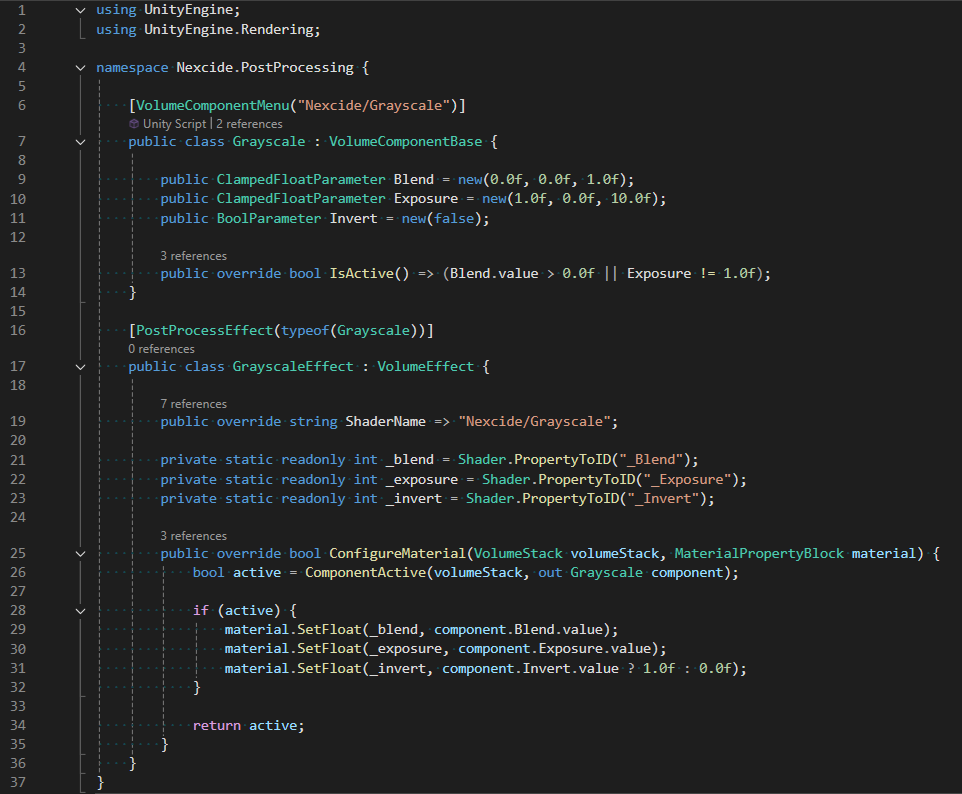 1 using UnityEngine;
2 using UnityEngine.Rendering;
3
4 namespace Nexcide.PostProcessing {
5
6 [VolumeComponentMenu("Nexcide/Grayscale")]
Unity Script | 2 references
7 public class Grayscale : VolumeComponentBase {
8
9 public ClampedFloatParameter Blend = new(0.0f, 0.0f, 1.0f);
10 public ClampedFloatParameter Exposure = new(1.0f, 0.0f, 10.0f);
11 public BoolParameter Invert = new(false);
12
3 references
13 public override bool IsActive() => (Blend.value > 0.0f || Exposure != 1.0f);
14 }
15
16 [PostProcessEffect(typeof(Grayscale))]
0 references
17 public class GrayscaleEffect : VolumeEffect {
18
7 references
19 public override string ShaderName => "Nexcide/Grayscale";
20
21 private static readonly int _blend = Shader.PropertyToID("_Blend");
22 private static readonly int _exposure = Shader.PropertyToID("_Exposure");
23 private static readonly int _invert = Shader.PropertyToID("_Invert");
24
3 references
25 public override bool ConfigureMaterial(VolumeStack volumeStack, MaterialPropertyBlock material) {
26 bool active = ComponentActive(volumeStack, out Grayscale component);
27
28 if (active) {
29 material.SetFloat(_blend, component.Blend.value);
30 material.SetFloat(_exposure, component.Exposure.value);
31 material.SetFloat(_invert, component.Invert.value ? 1.0f : 0.0f);
32 }
33
34 return active;
35 }
36 }
37 }